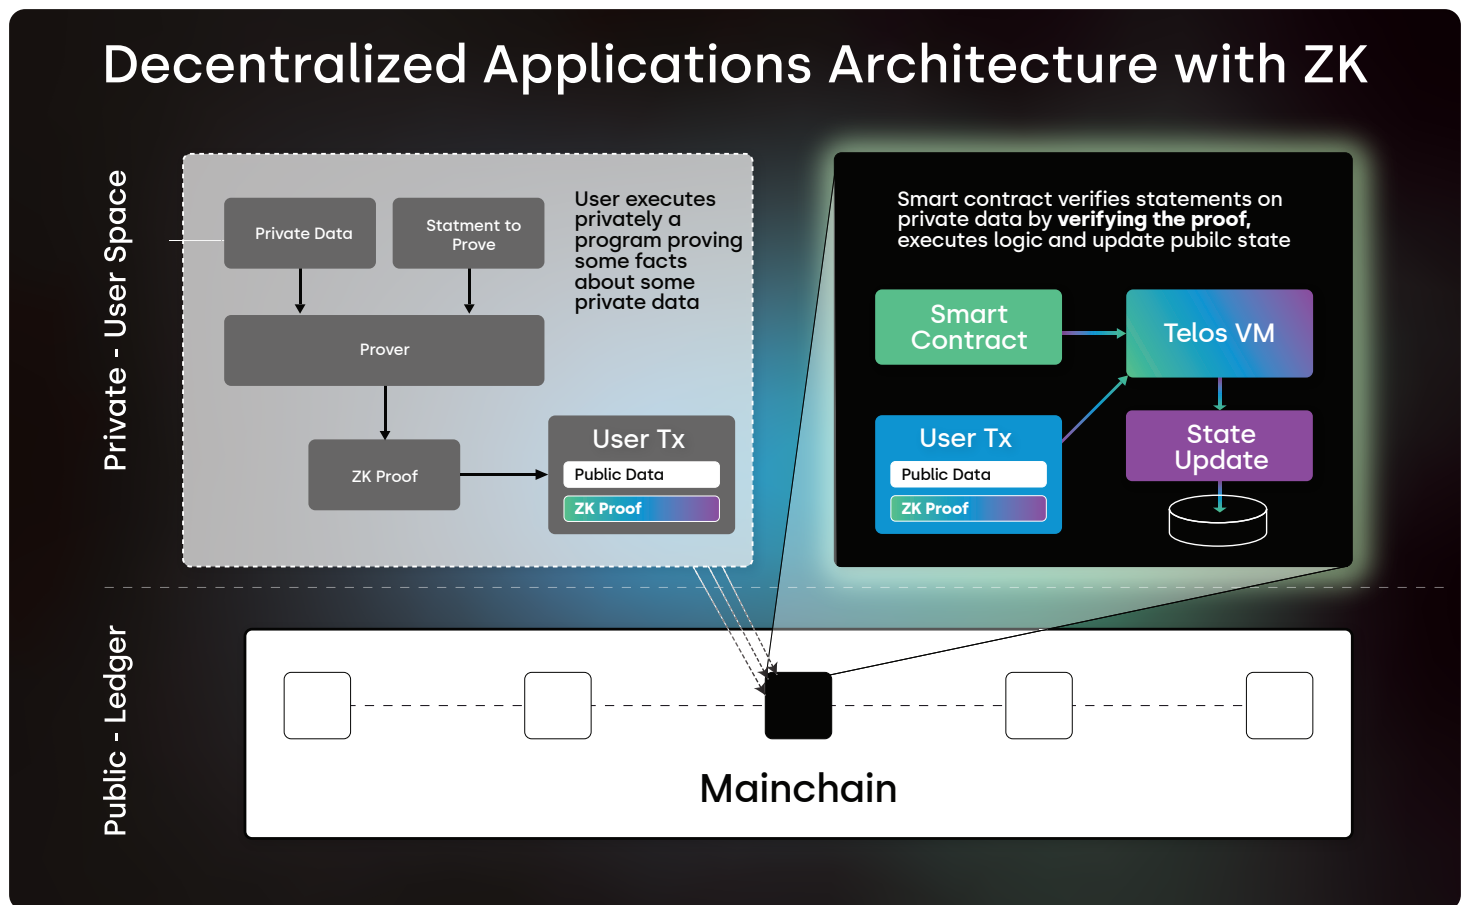 Decentralized Applications Architecture with ZK
Private - User Space
Private Data
Statment to
Prove
User executes
privately a
program proving
some facts
about some
private data
Prover
ZK Proof
User Tx
Public Data
ZK Proof
Smart contract verifies statements on
private data by verifying the proof,
executes logic and update pubilc state
Smart
Contract
Telos VM
User Tx
Public Data
ZK Proof
State
Update
Public - Ledger
Mainchain